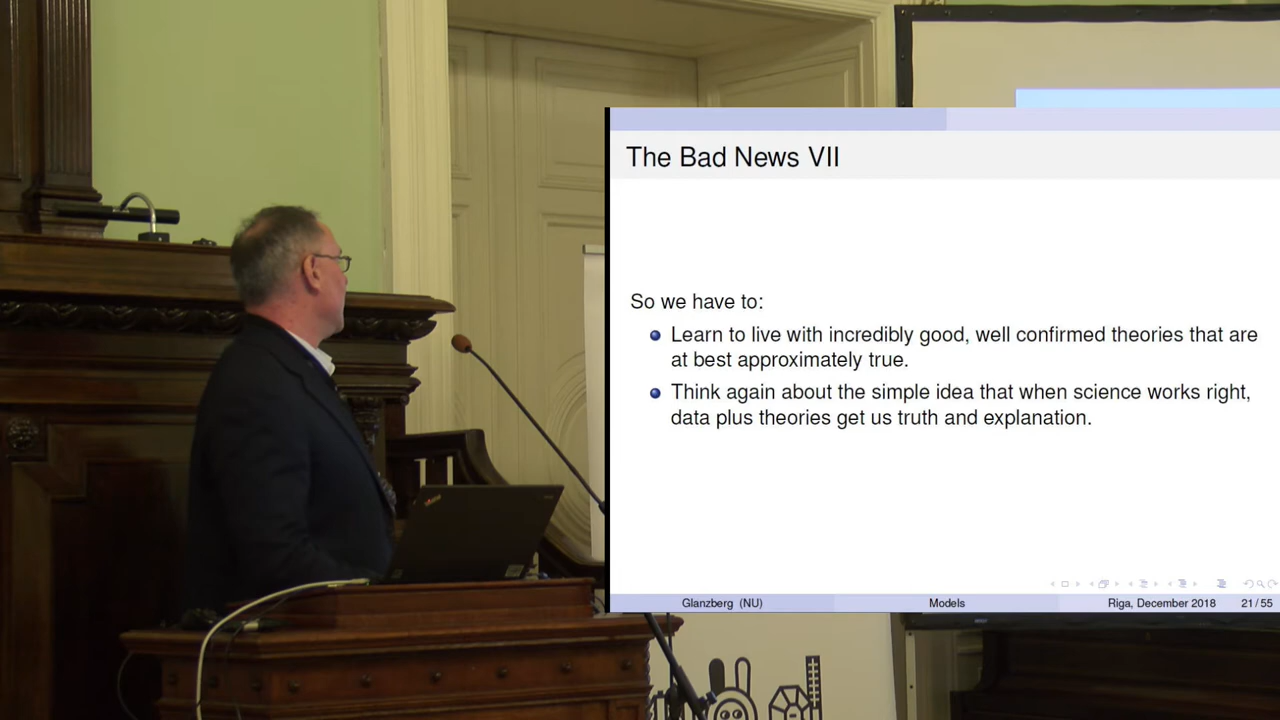 The Bad News VII
So we have to:
Learn to live with incredibly good, well confirmed theories that are
at best approximately true.
Think again about the simple idea that when science works right,
data plus theories get us truth and explanation.
Glanzberg (NU) Models Riga, December 2018 21 / 55